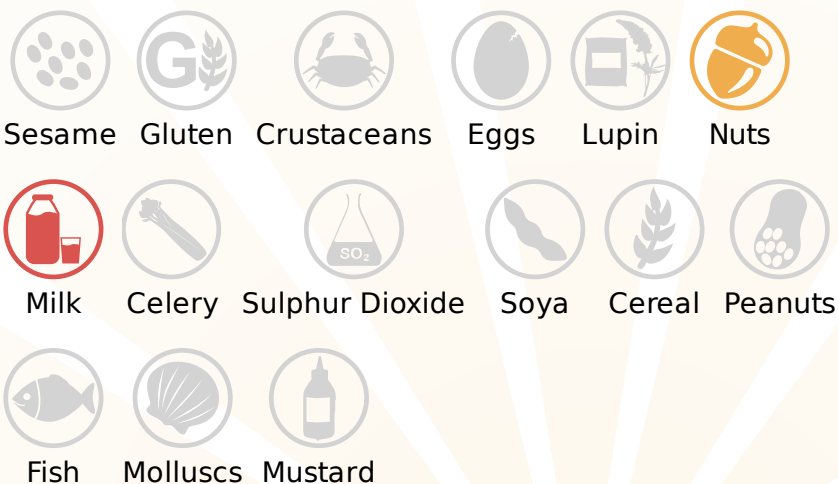 G
Sesame Gluten Crustaceans Eggs Lupin Nuts
SO₂
Milk Celery Sulphur Dioxide Soya Cereal Peanuts
Fish Molluscs Mustard